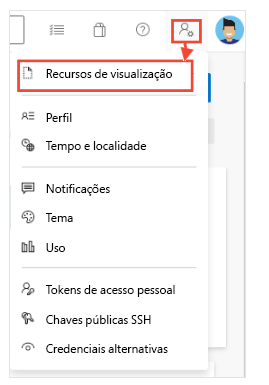 Recursos de visualização
Perfil
Tempo e localidade
Notificações
Tema
Uso
Tokens de acesso pessoal
Chaves públicas SSH
Credenciais alternativas